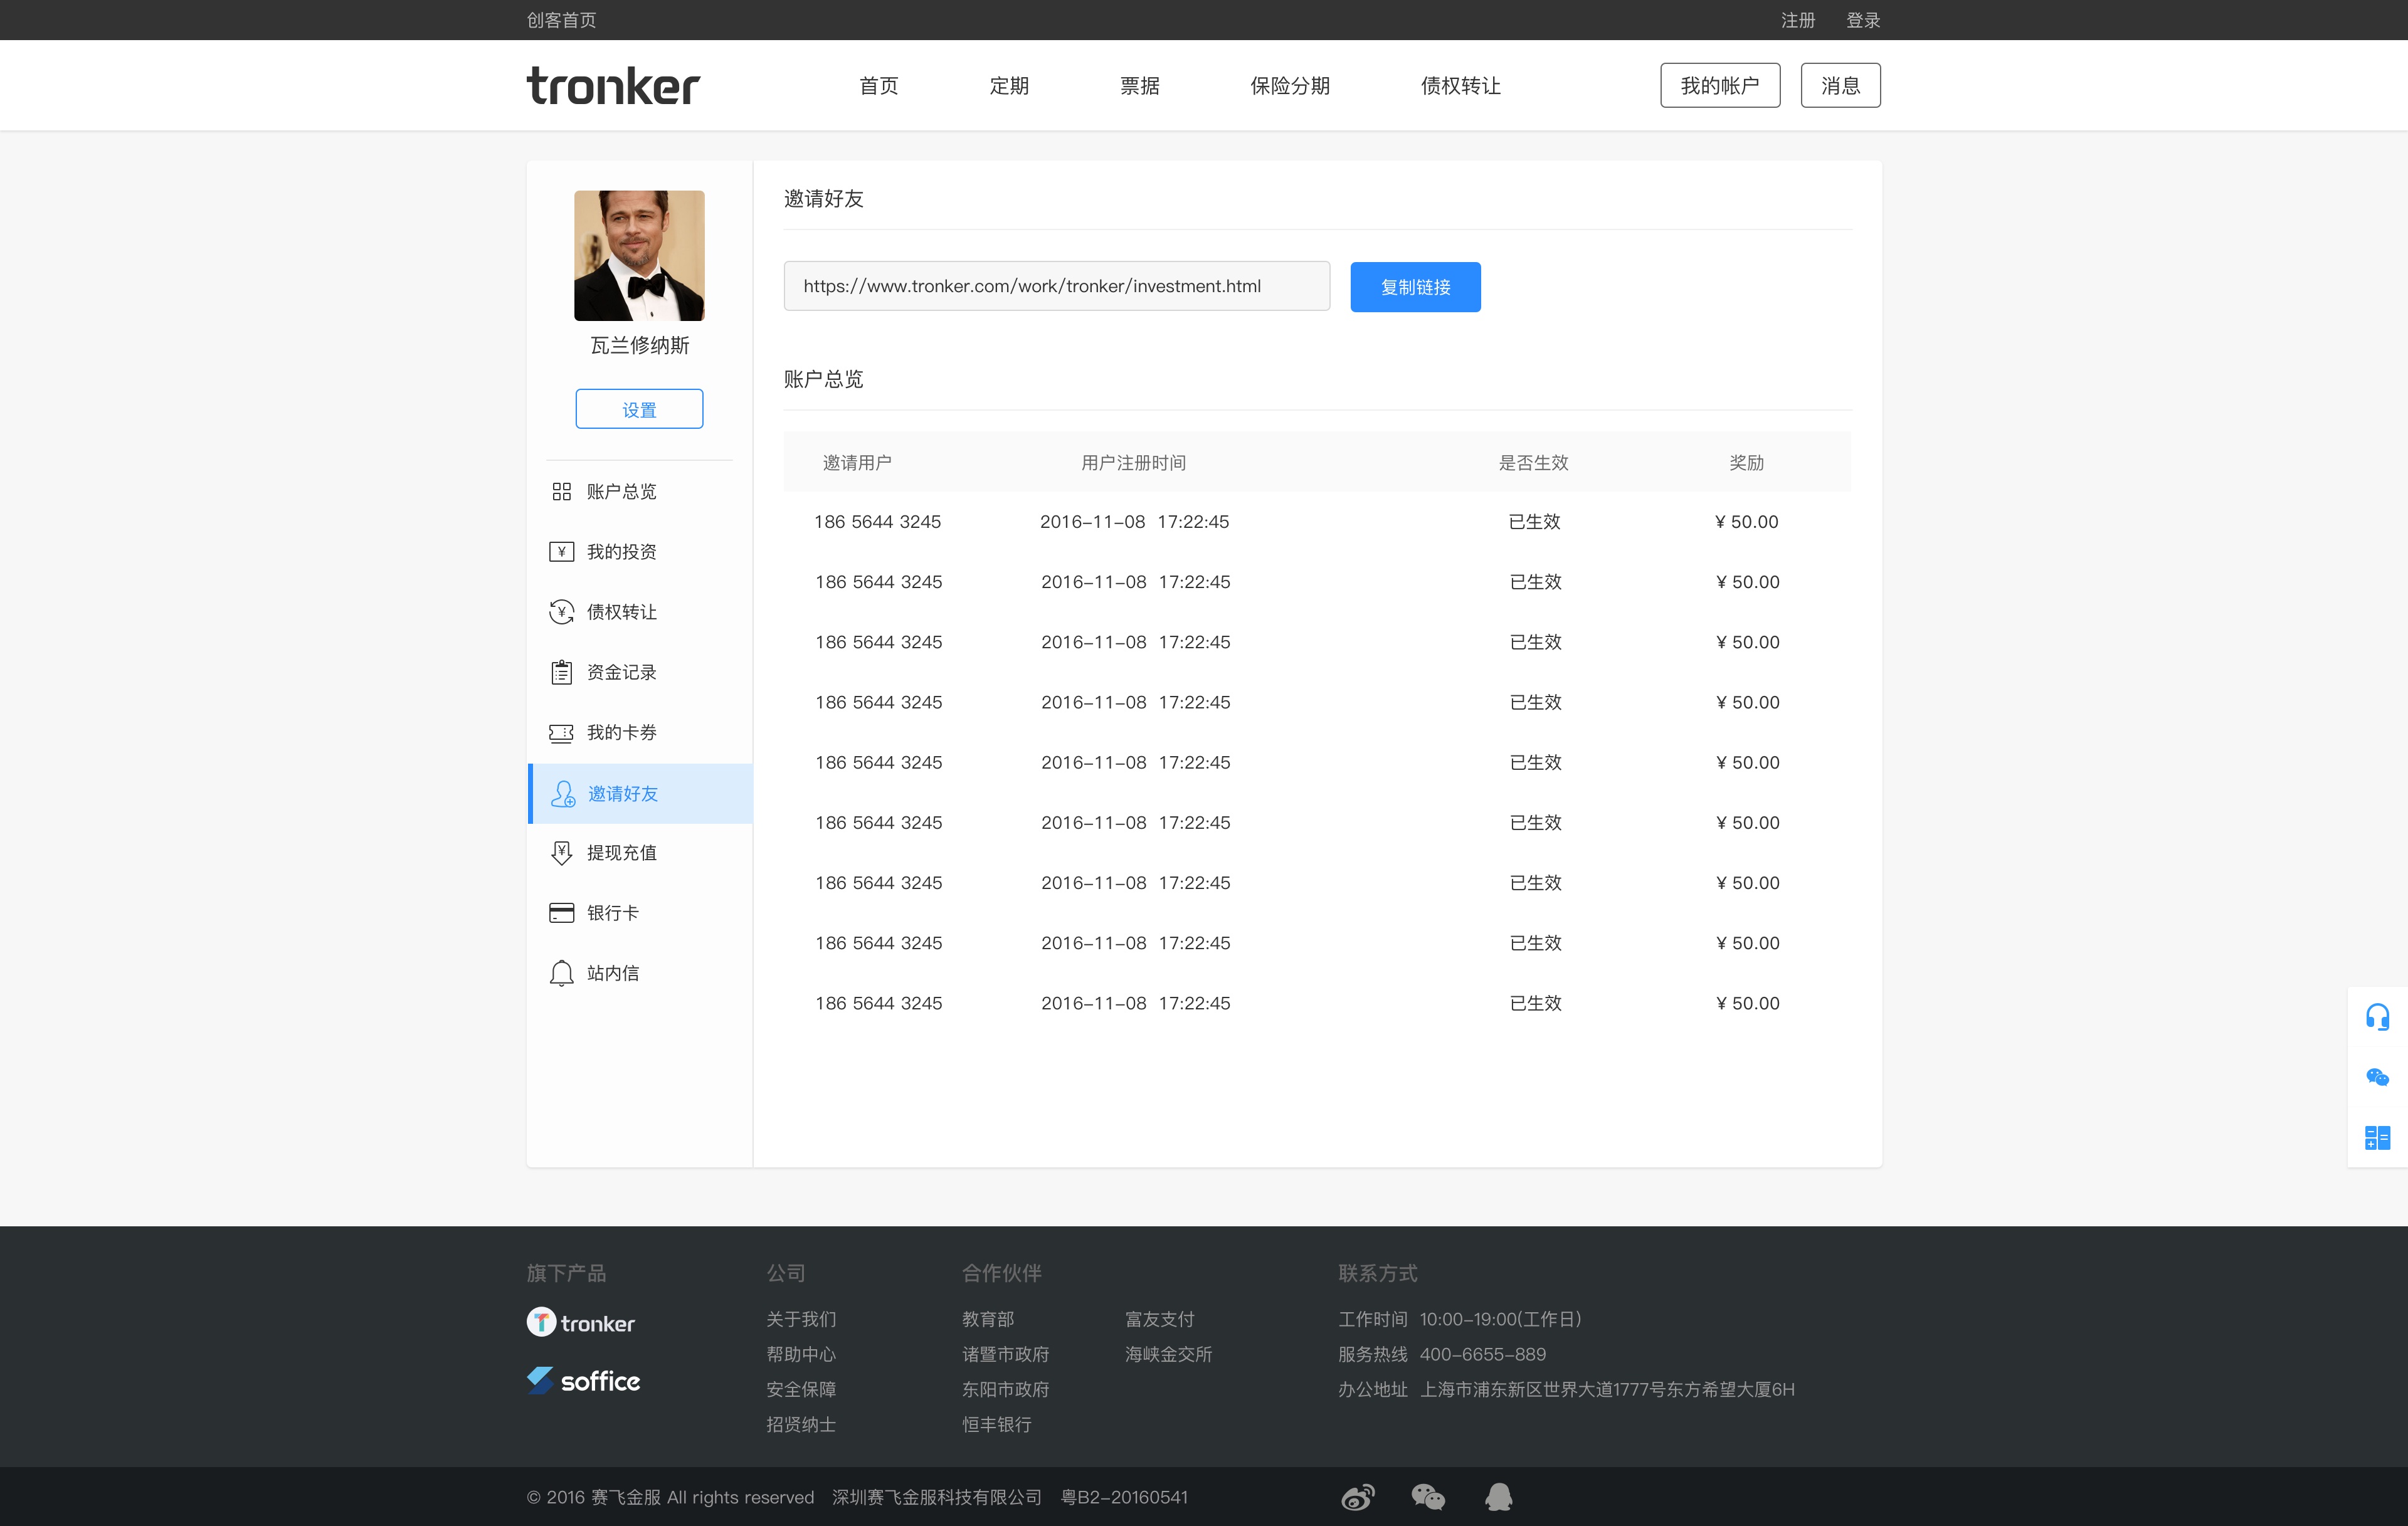 创客首页 注册 登录
tronker 首页 定期 票据 保险分期 债权转让 我的帐户 消息
瓦兰修纳斯
设置
账户总览
我的投资
债权转让
资金记录
我的卡券
邀请好友
提现充值
银行卡
站内信
邀请好友
https://www.tronker.com/work/tronker/investment.html 复制链接
账户总览
邀请用户 用户注册时间 是否生效 奖励
186 5644 3245 2016-11-08 17:22:45 已生效 ¥ 50.00
186 5644 3245 2016-11-08 17:22:45 已生效 ¥ 50.00
186 5644 3245 2016-11-08 17:22:45 已生效 ¥ 50.00
186 5644 3245 2016-11-08 17:22:45 已生效 ¥ 50.00
186 5644 3245 2016-11-08 17:22:45 已生效 ¥ 50.00
186 5644 3245 2016-11-08 17:22:45 已生效 ¥ 50.00
186 5644 3245 2016-11-08 17:22:45 已生效 ¥ 50.00
186 5644 3245 2016-11-08 17:22:45 已生效 ¥ 50.00
186 5644 3245 2016-11-08 17:22:45 已生效 ¥ 50.00
旗下产品
tronker
soffice
公司
关于我们
帮助中心
安全保障
招贤纳士
合作伙伴
教育部 富友支付
诸暨市政府 海峡金交所
东阳市政府
恒丰银行
联系方式
工作时间 10:00-19:00(工作日)
服务热线 400-6655-889
办公地址 上海市浦东新区世界大道1777号东方希望大厦6H
© 2016 赛飞金服 All rights reserved 深圳赛飞金服科技有限公司 粤B2-20160541